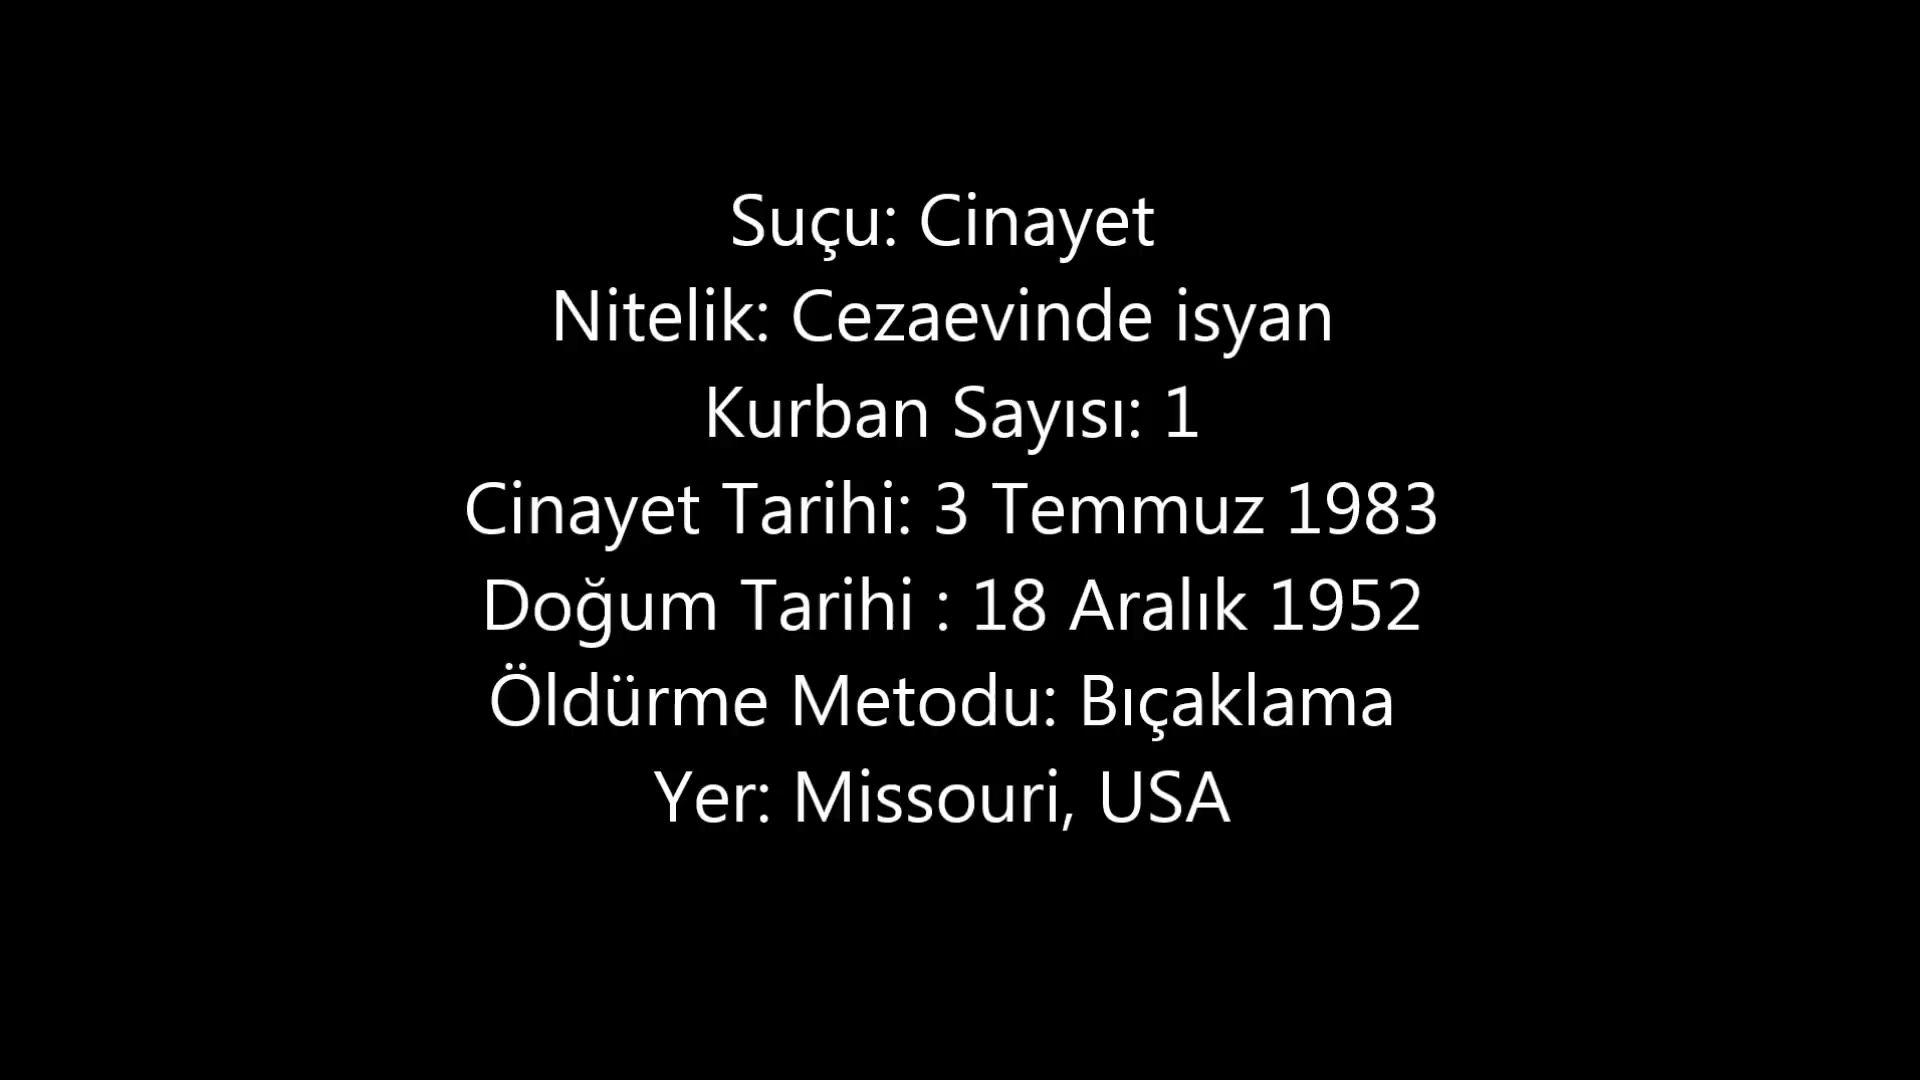 Suçu: Cinayet
Nitelik: Cezaevinde isyan
Kurban Sayısı: 1
Cinayet Tarihi: 3 Temmuz 1983
Doğum Tarihi : 18 Aralık 1952
Öldürme Metodu: Bıçaklama
Yer: Missouri, USA